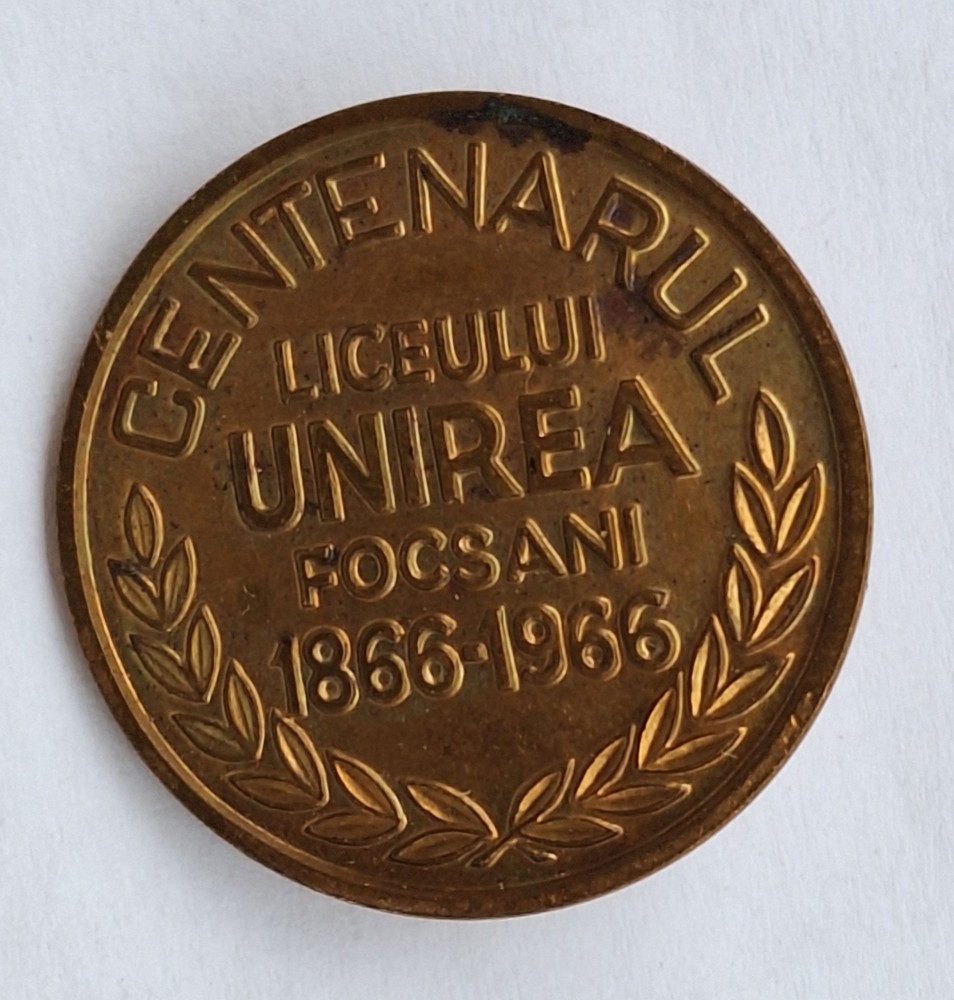 CENTENARUL
LICEULUI
UNIREA
FOCSANI
1866-1966